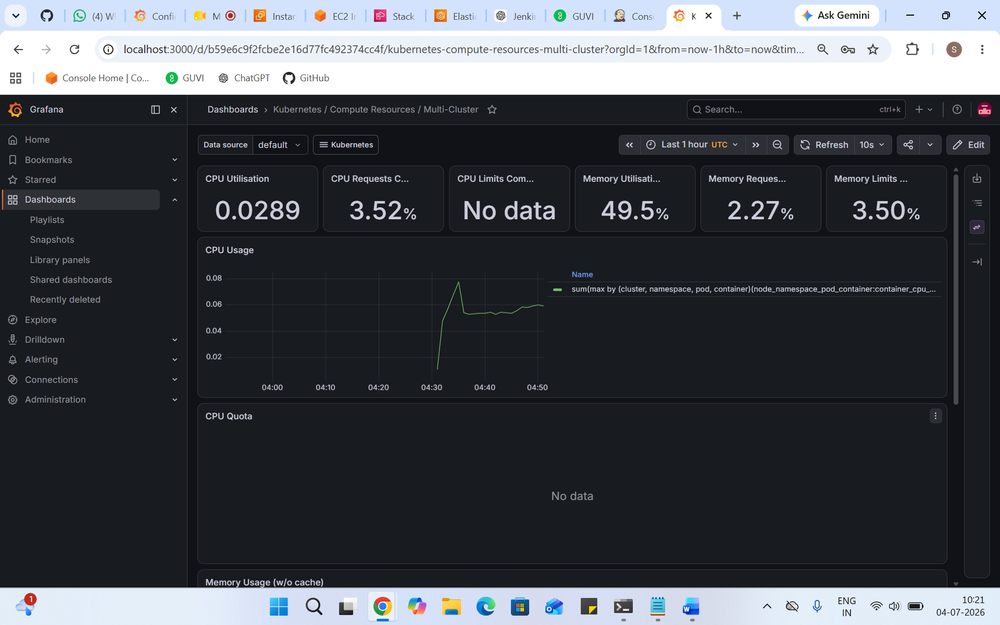 (4) W
Config
M
Instan
EC2 In
Stack
Elastic
Jenkin
GUVI
Conso
K
Ask Gemini
localhost:3000/d/b59e6c9f2fcbe2e16d77fc492374cc4f/kubernetes-compute-resources-multi-cluster?orgId=1&from=now-1h&to=now&tim...
S
Console Home | Co...
GUVI
ChatGPT
GitHub
Grafana
Dashboards › Kubernetes / Compute Resources / Multi-Cluster
Search... ctrl+k
Home
Bookmarks
Starred
Dashboards
Playlists
Snapshots
Library panels
Shared dashboards
Recently deleted
Explore
Drilldown
Alerting
Connections
Administration
Data source default
Kubernetes
Last 1 hour UTC
Refresh 10s
Edit
CPU Utilisation
0.0289
CPU Requests C...
3.52%
CPU Limits Com...
No data
Memory Utilisati...
49.5%
Memory Reques...
2.27%
Memory Limits ...
3.50%
CPU Usage
0.08
0.06
0.04
0.02
04:00 04:10 04:20 04:30 04:40 04:50
Name
sum(max by (cluster, namespace, pod, container)(node_namespace_pod_container:container_cpu_...
CPU Quota
No data
Memory Usage (w/o cache)
1
ENG
IN
10:21
04-07-2026